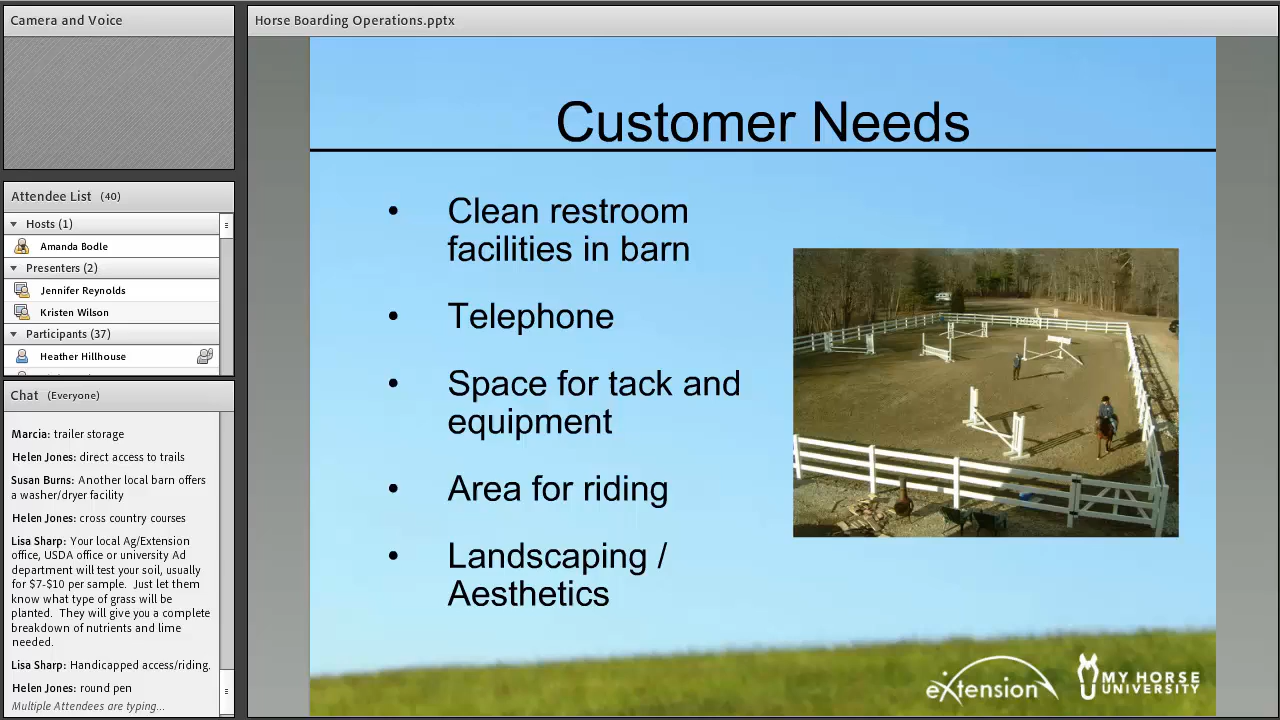 Camera and Voice
Attendee List (40)
Hosts (1)
Amanda Bodle
Presenters (2)
Jennifer Reynolds
Kristen Wilson
Participants (37)
Heather Hillhouse
Chat (Everyone)
Marcia: trailer storage
Helen Jones: direct access to trails
Susan Burns: Another local barn offers
a washer/dryer facility
Helen Jones: cross country courses
Lisa Sharp: Your local Ag/Extension
office, USDA office or university Ad
department will test your soil, usually
for $7-$10 per sample. Just let them
know what type of grass will be
planted. They will give you a complete
breakdown of nutrients and lime
needed.
Lisa Sharp: Handicapped access/riding.
Helen Jones: round pen
Multiple Attendees are typing...
Horse Boarding Operations.pptx
Customer Needs
• Clean restroom
facilities in barn
• Telephone
• Space for tack and
equipment
• Area for riding
• Landscaping /
Aesthetics
eXtension
MY HORSE
UNIVERSITY